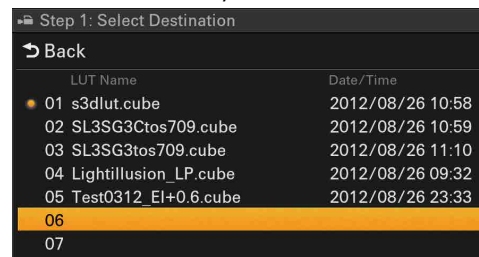 Step 1: Select Destination
Back
LUT Name Date/Time
01 s3dlut.cube 2012/08/26 10:58
02 SL3SG3Ctos709.cube 2012/08/26 10:59
03 SL3SG3tos709.cube 2012/08/26 11:10
04 Lightillusion_LP.cube 2012/08/26 09:32
05 Test0312_EI+0.6.cube 2012/08/26 23:33
06
07